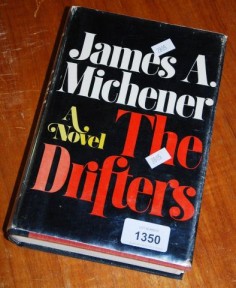 James A.
Michener
A
Novel
The
Drifters
1350